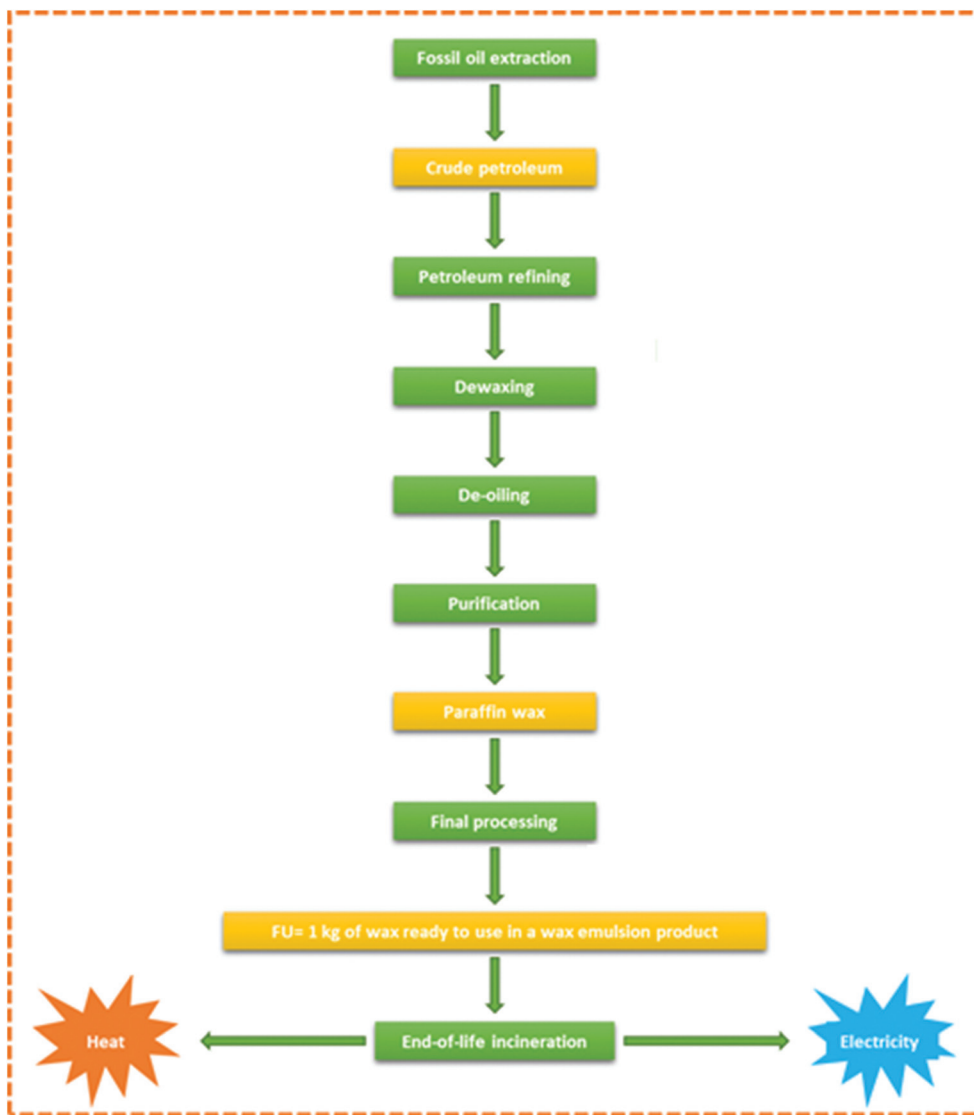 Fossil oil extraction
Crude petroleum
Petroleum refining
Dewaxing
De-oiling
Purification
Paraffin wax
Final processing
FU= 1 kg of wax ready to use in a wax emulsion product
Heat
End-of-life incineration
Electricity